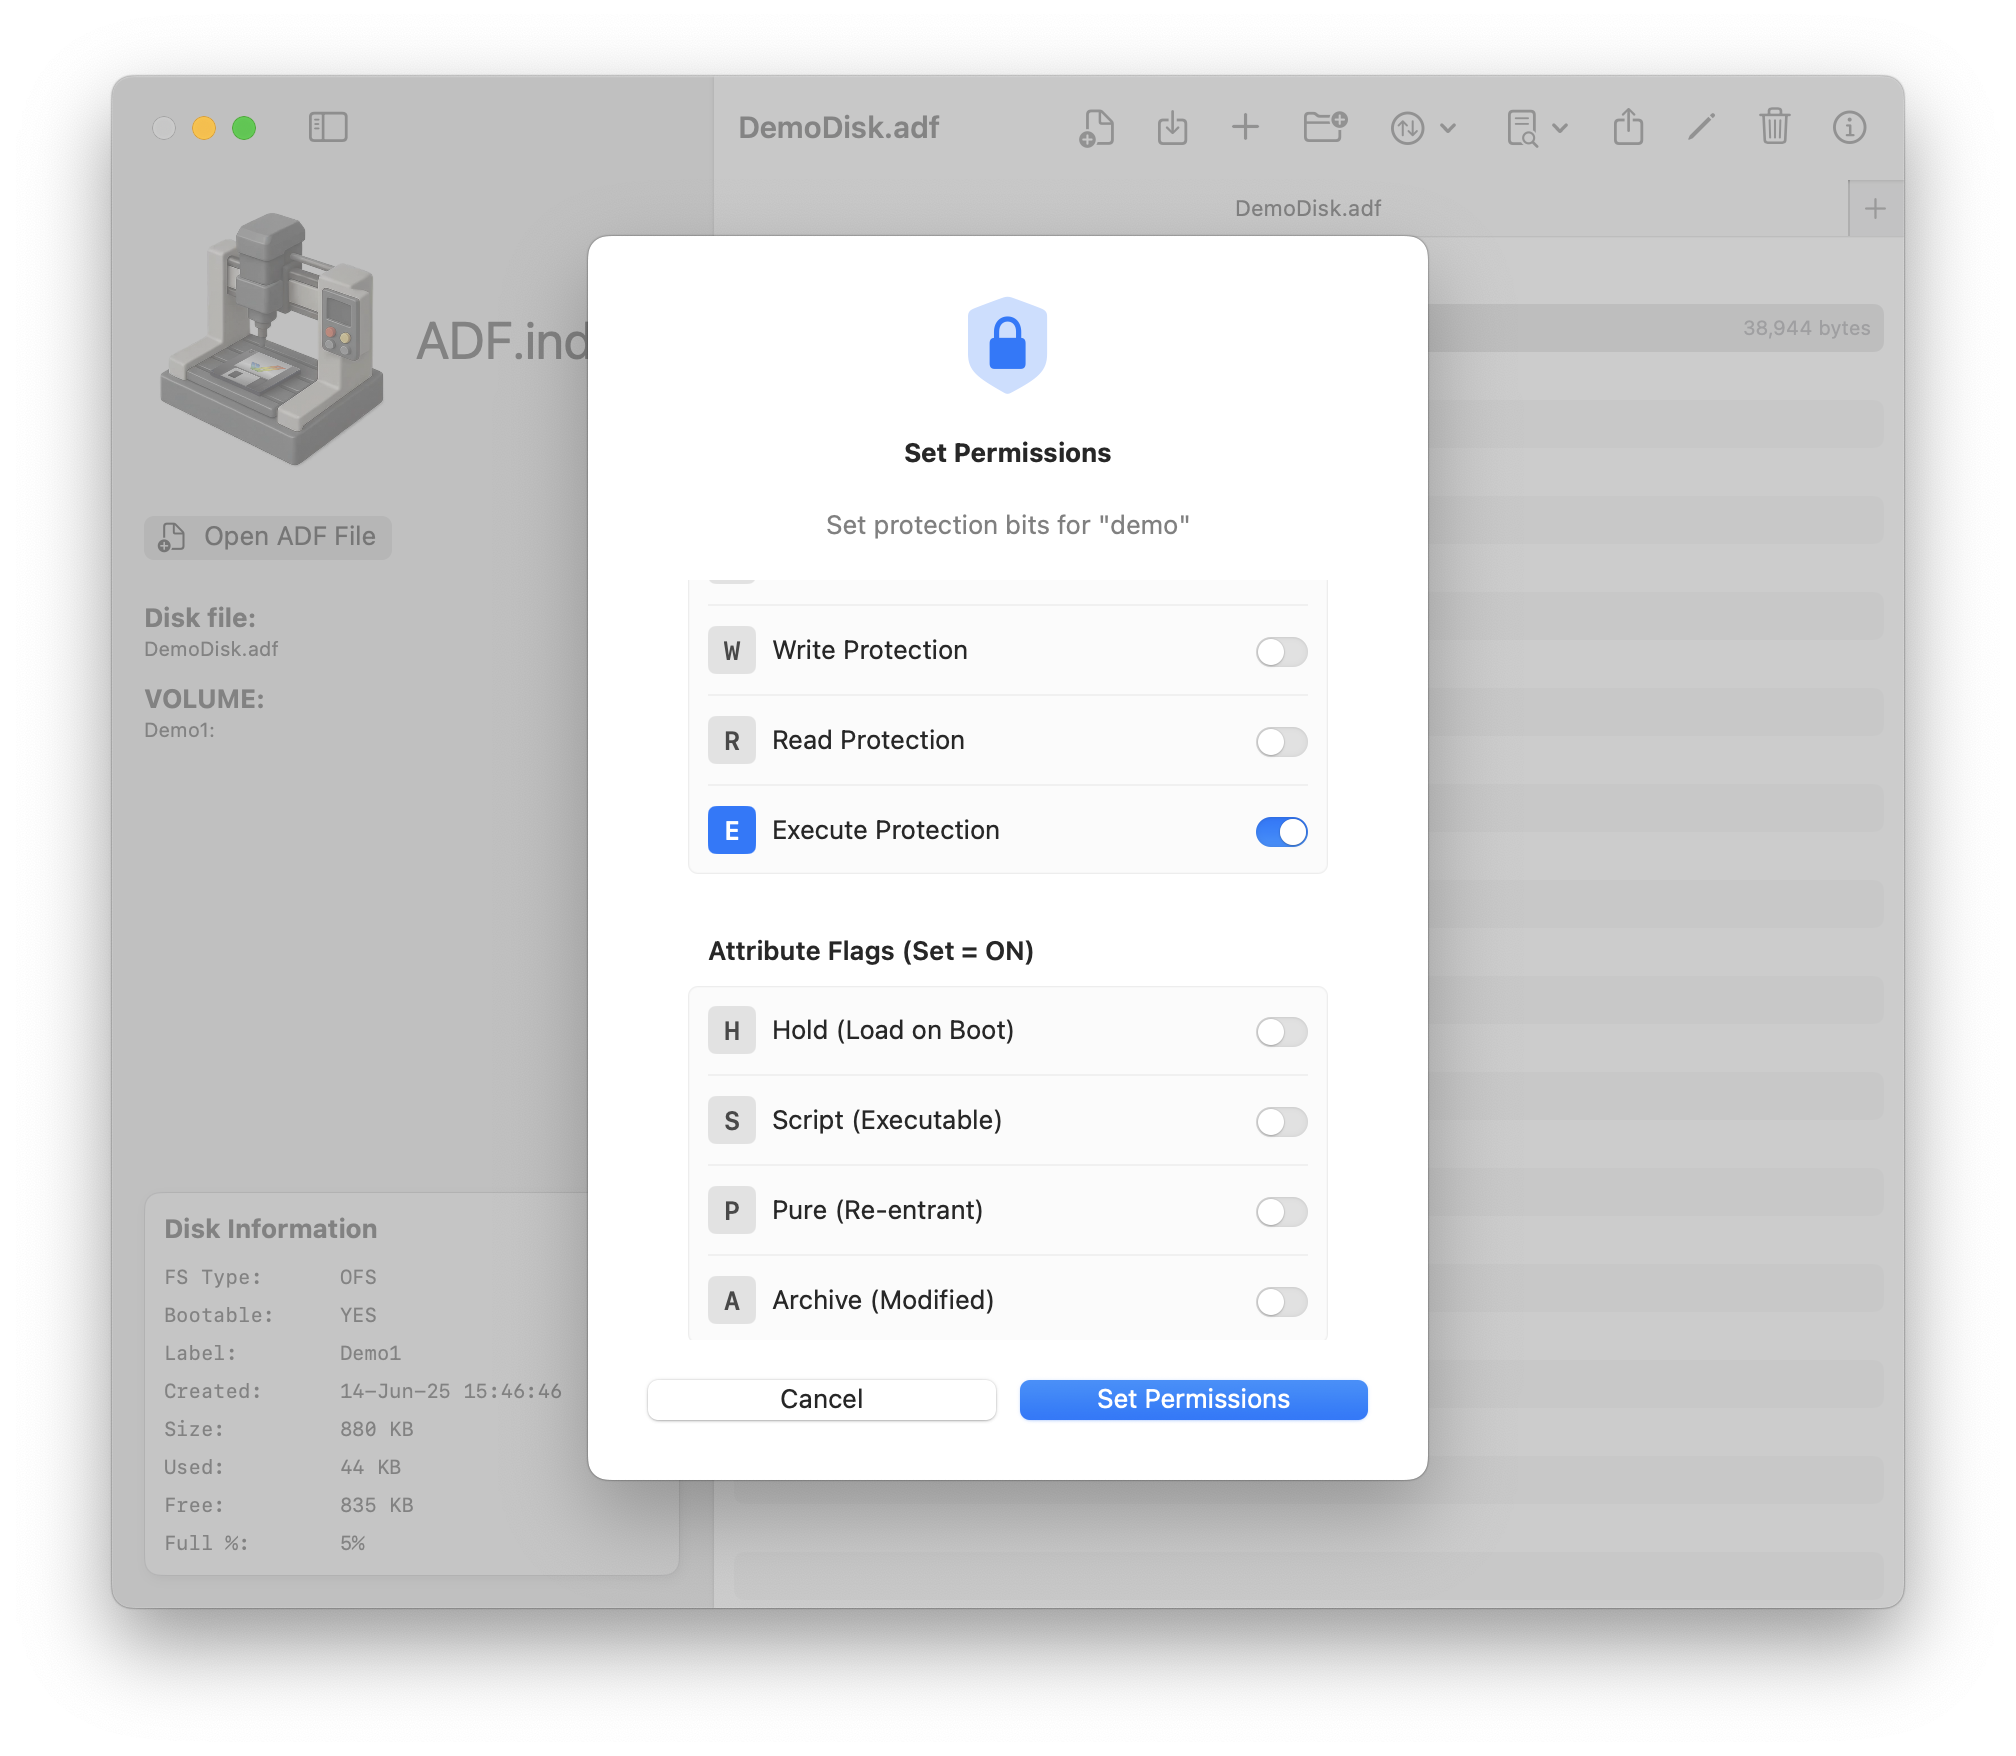 DemoDisk.adf
DemoDisk.adf
ADF.ind
38,944 bytes
Open ADF File
Disk file:
DemoDisk.adf
VOLUME:
Demo1:
Disk Information
FS Type: OFS
Bootable: YES
Label: Demo1
Created: 14-Jun-25 15:46:46
Size: 880 KB
Used: 44 KB
Free: 835 KB
Full %: 5%
Set Permissions
Set protection bits for "demo"
W Write Protection
R Read Protection
E Execute Protection
Attribute Flags (Set = ON)
H Hold (Load on Boot)
S Script (Executable)
P Pure (Re-entrant)
A Archive (Modified)
Cancel
Set Permissions